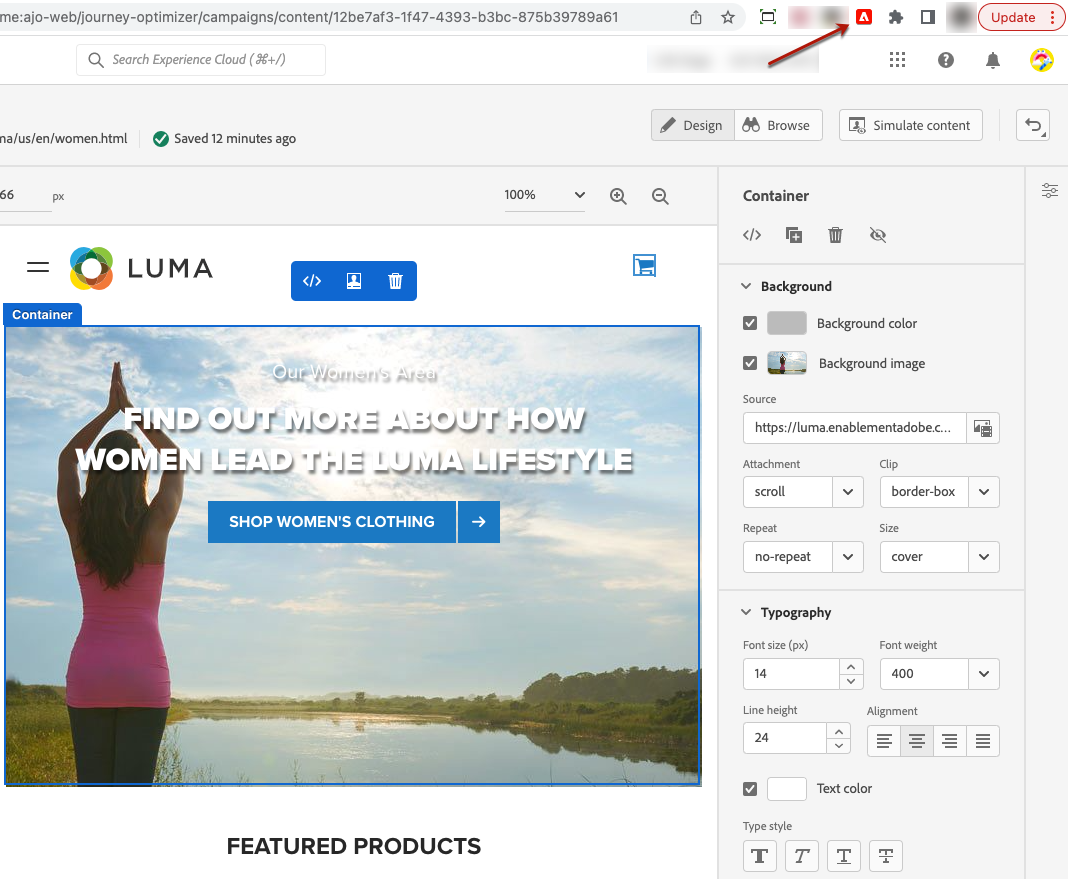 me:ajo-web/journey-optimizer/campaigns/content/12be7af3-1f47-4393-b3bc-875b39789a61
Update
Search Experience Cloud (⌘+/)
ma/us/en/women.html
Saved 12 minutes ago
Design
Browse
Simulate content
66
px
100%
LUMA
Container
Our Women's Area
FIND OUT MORE ABOUT HOW
WOMEN LEAD THE LUMA LIFESTYLE
SHOP WOMEN'S CLOTHING
FEATURED PRODUCTS
Container
Background
Background color
Background image
Source
https://luma.enablementadobe.c...
Attachment
Clip
scroll
border-box
Repeat
Size
no-repeat
cover
Typography
Font size (px)
Font weight
14
400
Line height
Alignment
24
Text color
Type style
T T T T